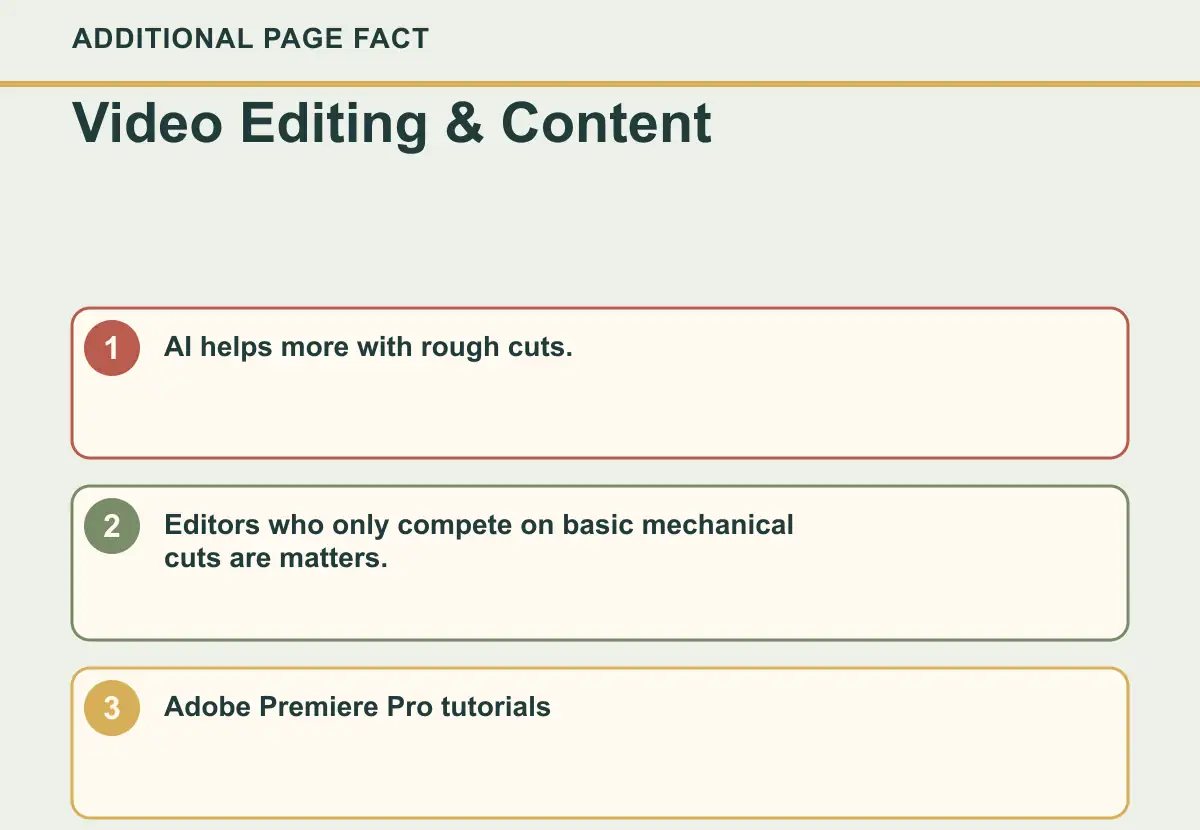 ADDITIONAL PAGE FACT
Video Editing & Content
1
AI helps more with rough cuts.
2
Editors who only compete on basic mechanical
cuts are matters.
3
Adobe Premiere Pro tutorials